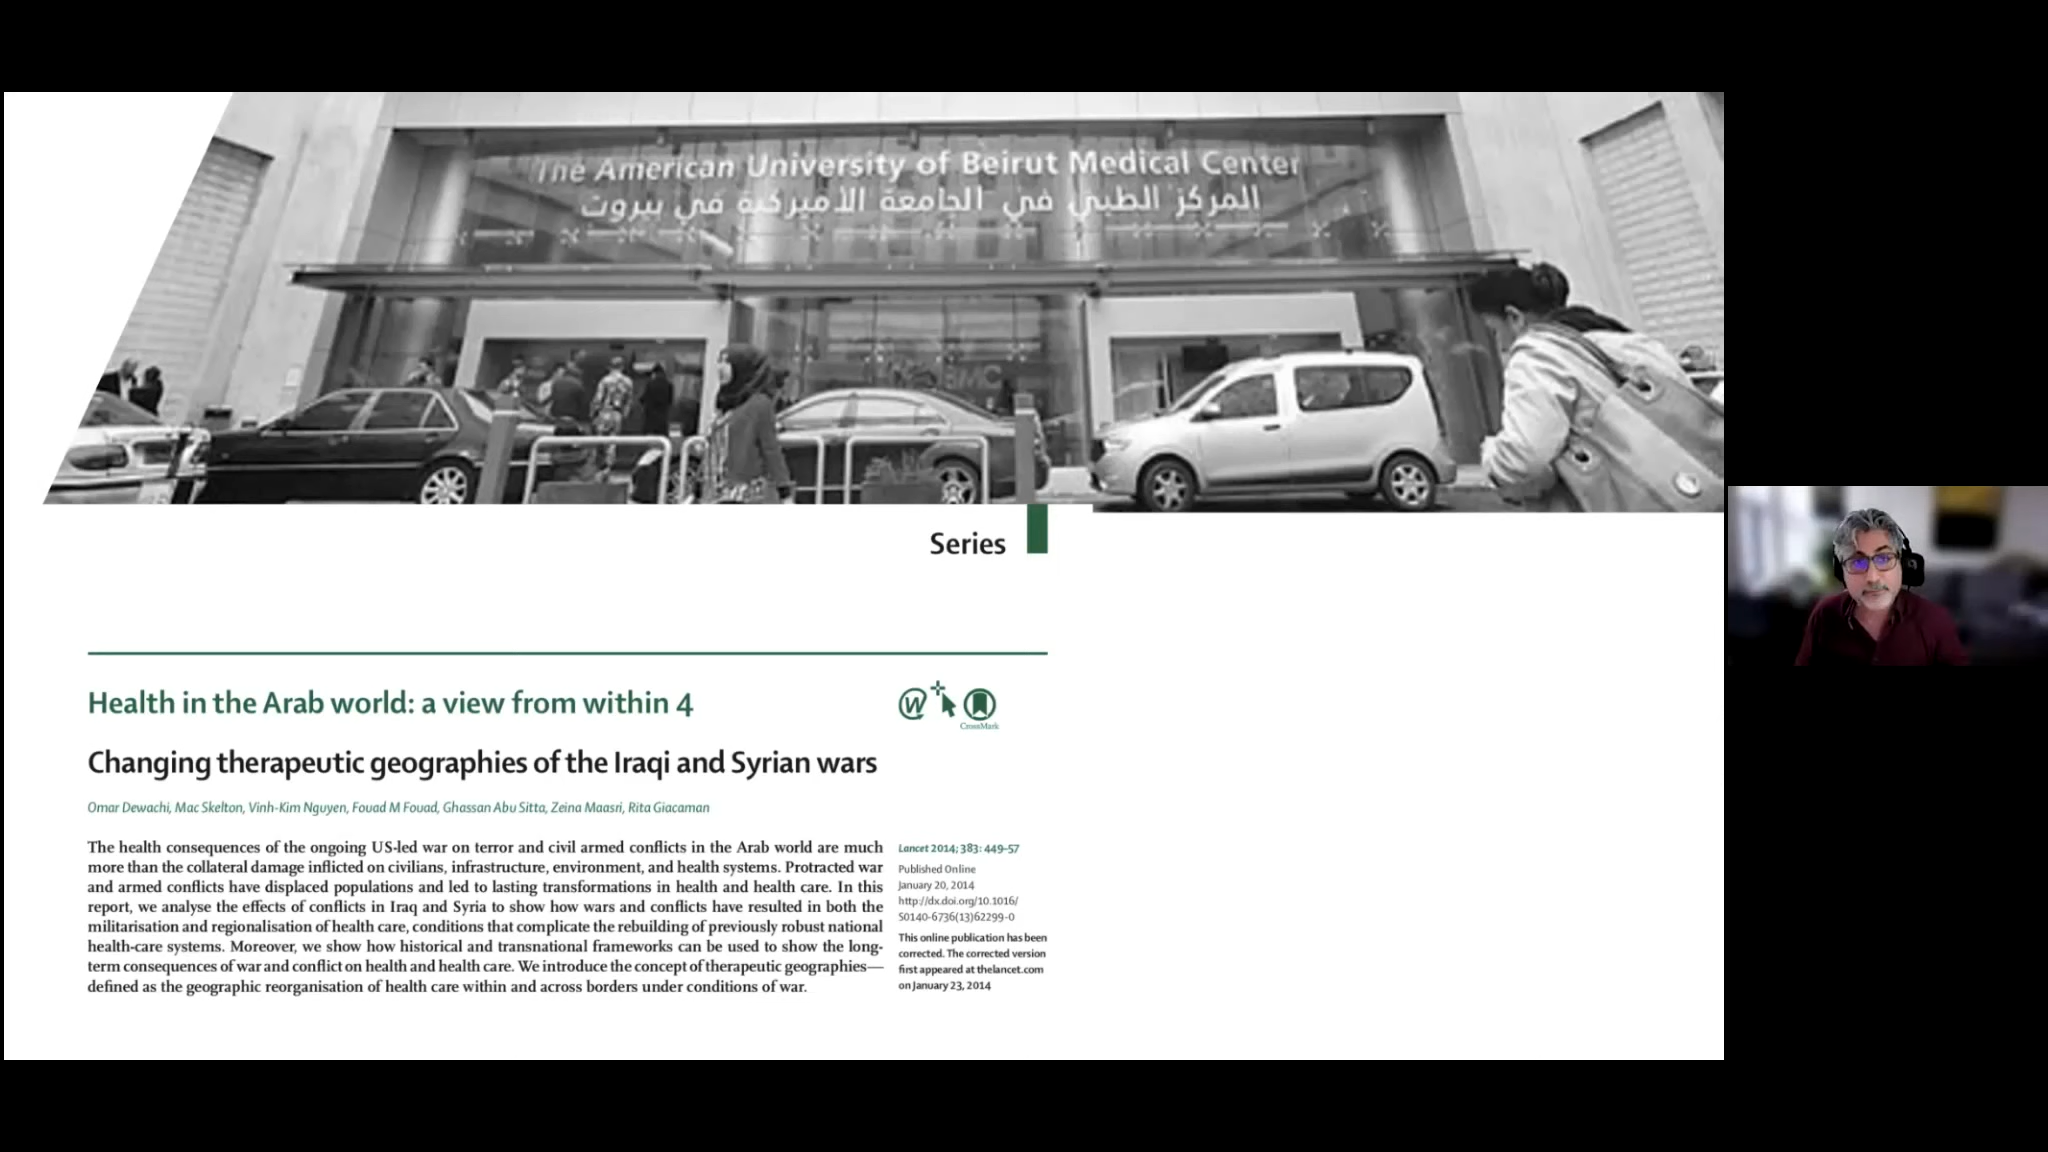 The American University of Beirut Medical Center
المركز الطبي في الجامعة الأميركية في بيروت
Series
Health in the Arab world: a view from within 4
CrossMark
Changing therapeutic geographies of the Iraqi and Syrian wars
Omar Dewachi, Mac Skelton, Vinh-Kim Nguyen, Fouad M Fouad, Ghassan Abu Sitta, Zeina Maasri, Rita Giacaman
The health consequences of the ongoing US-led war on terror and civil armed conflicts in the Arab world are much
more than the collateral damage inflicted on civilians, infrastructure, environment, and health systems. Protracted war
and armed conflicts have displaced populations and led to lasting transformations in health and health care. In this
report, we analyse the effects of conflicts in Iraq and Syria to show how wars and conflicts have resulted in both the
militarisation and regionalisation of health care, conditions that complicate the rebuilding of previously robust national
health-care systems. Moreover, we show how historical and transnational frameworks can be used to show the long-
term consequences of war and conflict on health and health care. We introduce the concept of therapeutic geographies—
defined as the geographic reorganisation of health care within and across borders under conditions of war.
Lancet 2014; 383: 449–57
Published Online
January 20, 2014
http://dx.doi.org/10.1016/
S0140-6736(13)62299-0
This online publication has been
corrected. The corrected version
first appeared at thelancet.com
on January 23, 2014